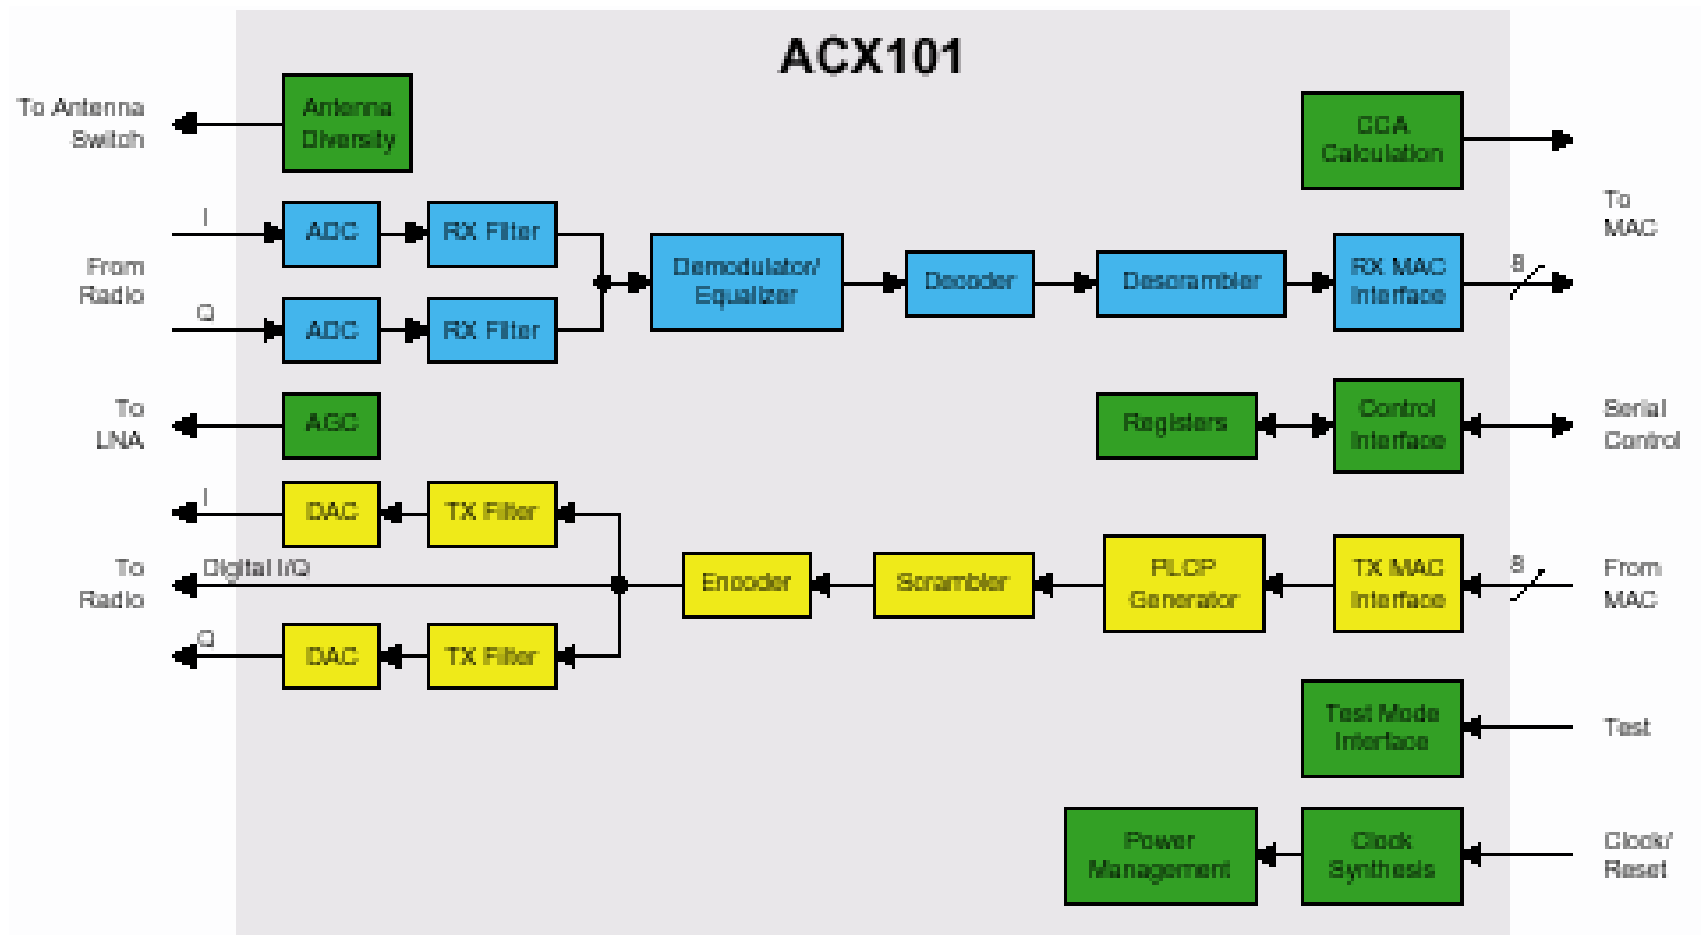 ACX101
To Antenna
Switch
Antenna
Diversity
CCA
Calculation
To
MAC
I
ADC
RX Filter
From
Radio
Q
ADC
RX Filter
Demodulator/
Equalizer
Decoder
Descrambler
RX MAC
Interface
8
To
LNA
AGC
Registers
Control
Interface
Serial
Control
I
DAC
TX Filter
To
Radio
Digital I/Q
Encoder
Scrambler
PLCP
Generator
TX MAC
Interface
8
From
MAC
Q
DAC
TX Filter
Test Mode
Interface
Test
Power
Management
Clock
Synthesis
Clock/
Reset